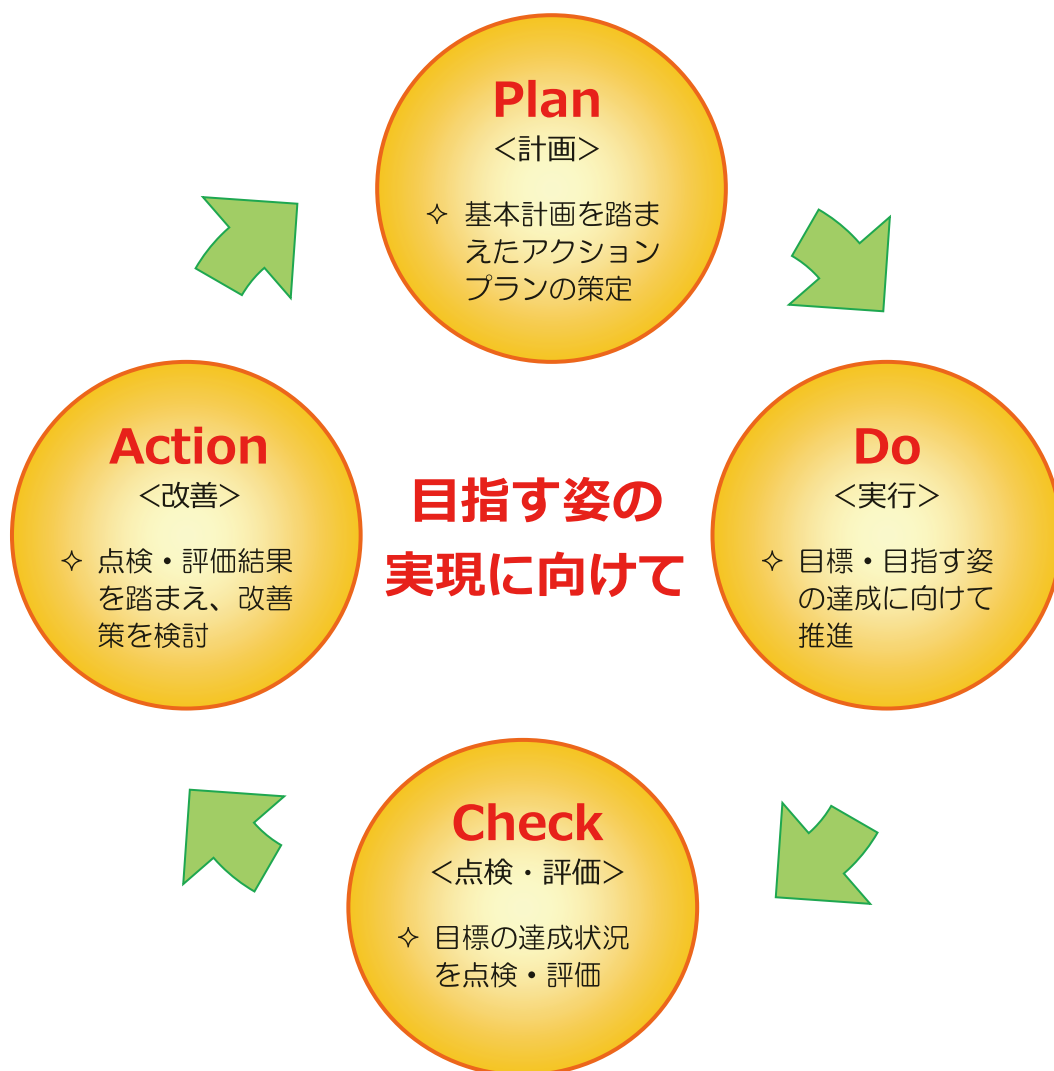 Plan
<計画>
✧ 基本計画を踏ま
えたアクション
プランの策定
Action
<改善>
✧ 点検・評価結果
を踏まえ、改善
策を検討
目指す姿の
実現に向けて
Do
<実行>
✧ 目標・目指す姿
の達成に向けて
推進
Check
<点検・評価>
✧ 目標の達成状況
を点検・評価